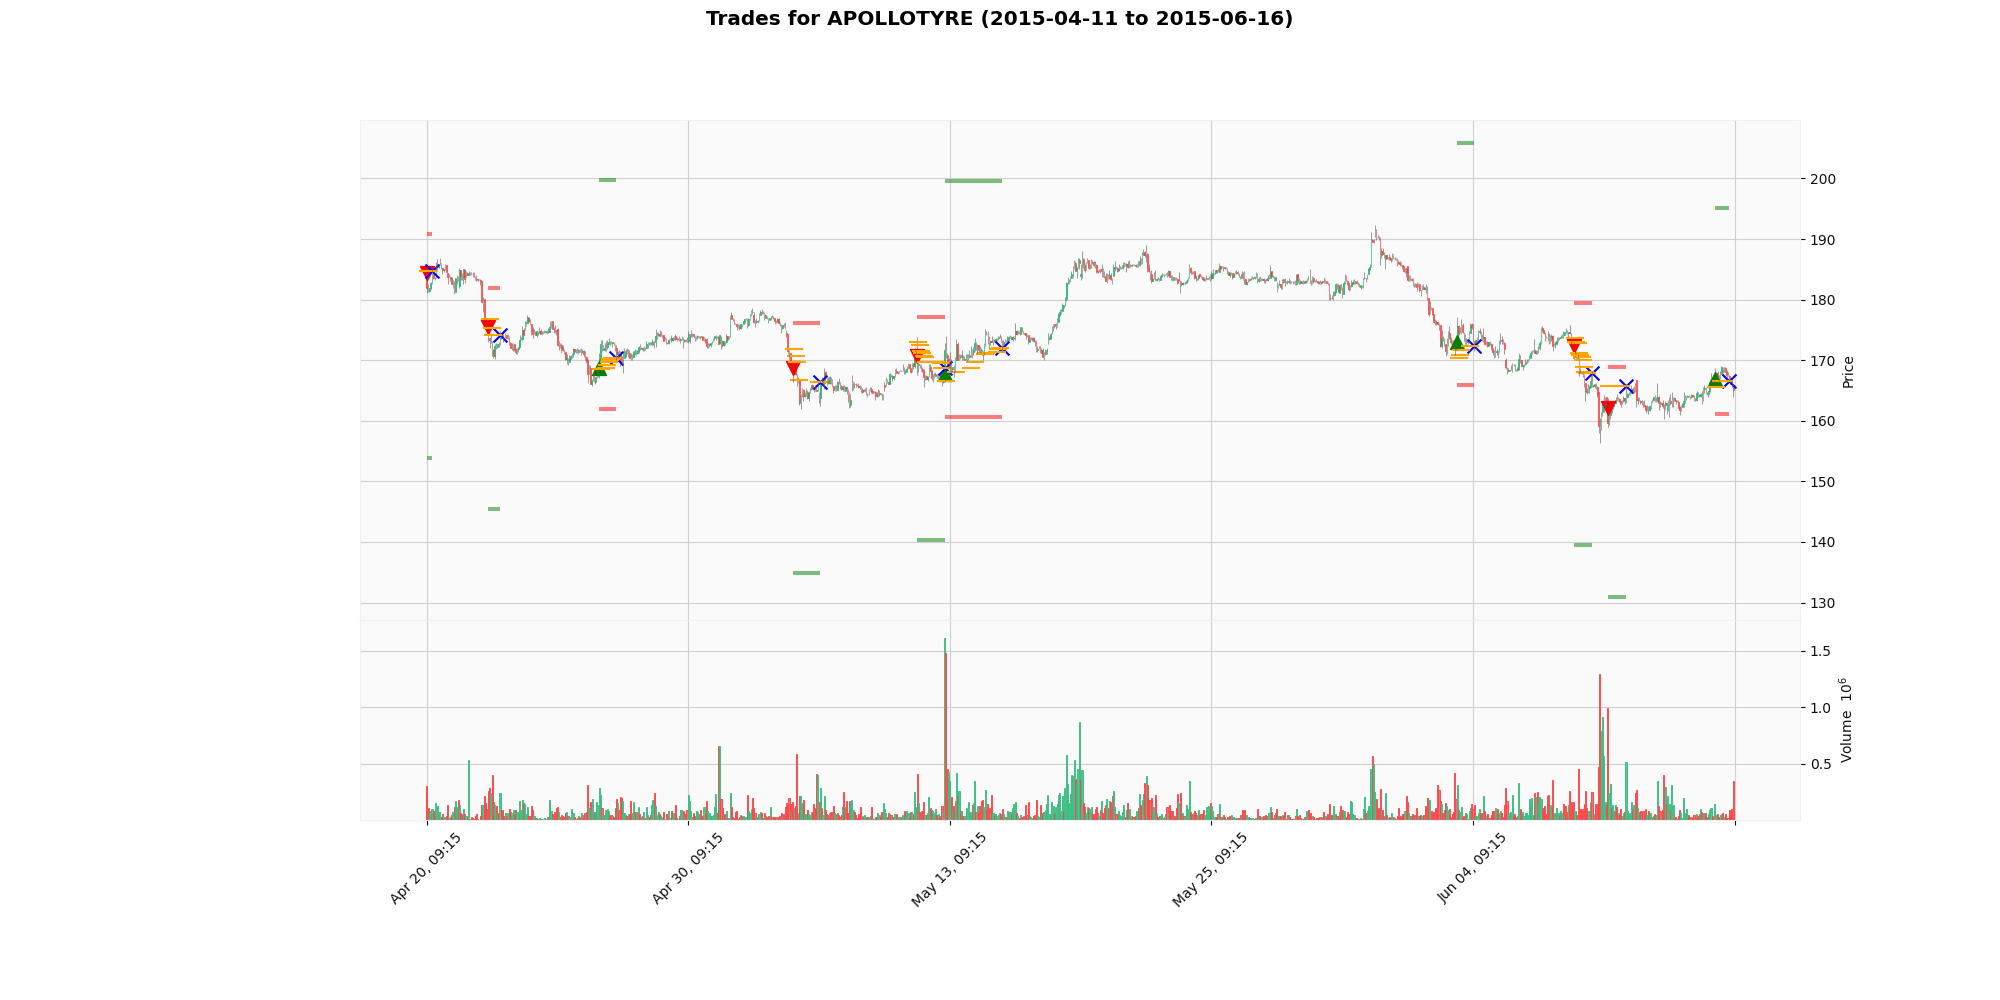 Trades for APOLLOTYRE (2015-04-11 to 2015-06-16)
200
190
180
170
160
150
140
130
Price
1.5
1.0
0.5
Volume 10^6
Apr 20, 09:15
Apr 30, 09:15
May 13, 09:15
May 25, 09:15
Jun 04, 09:15